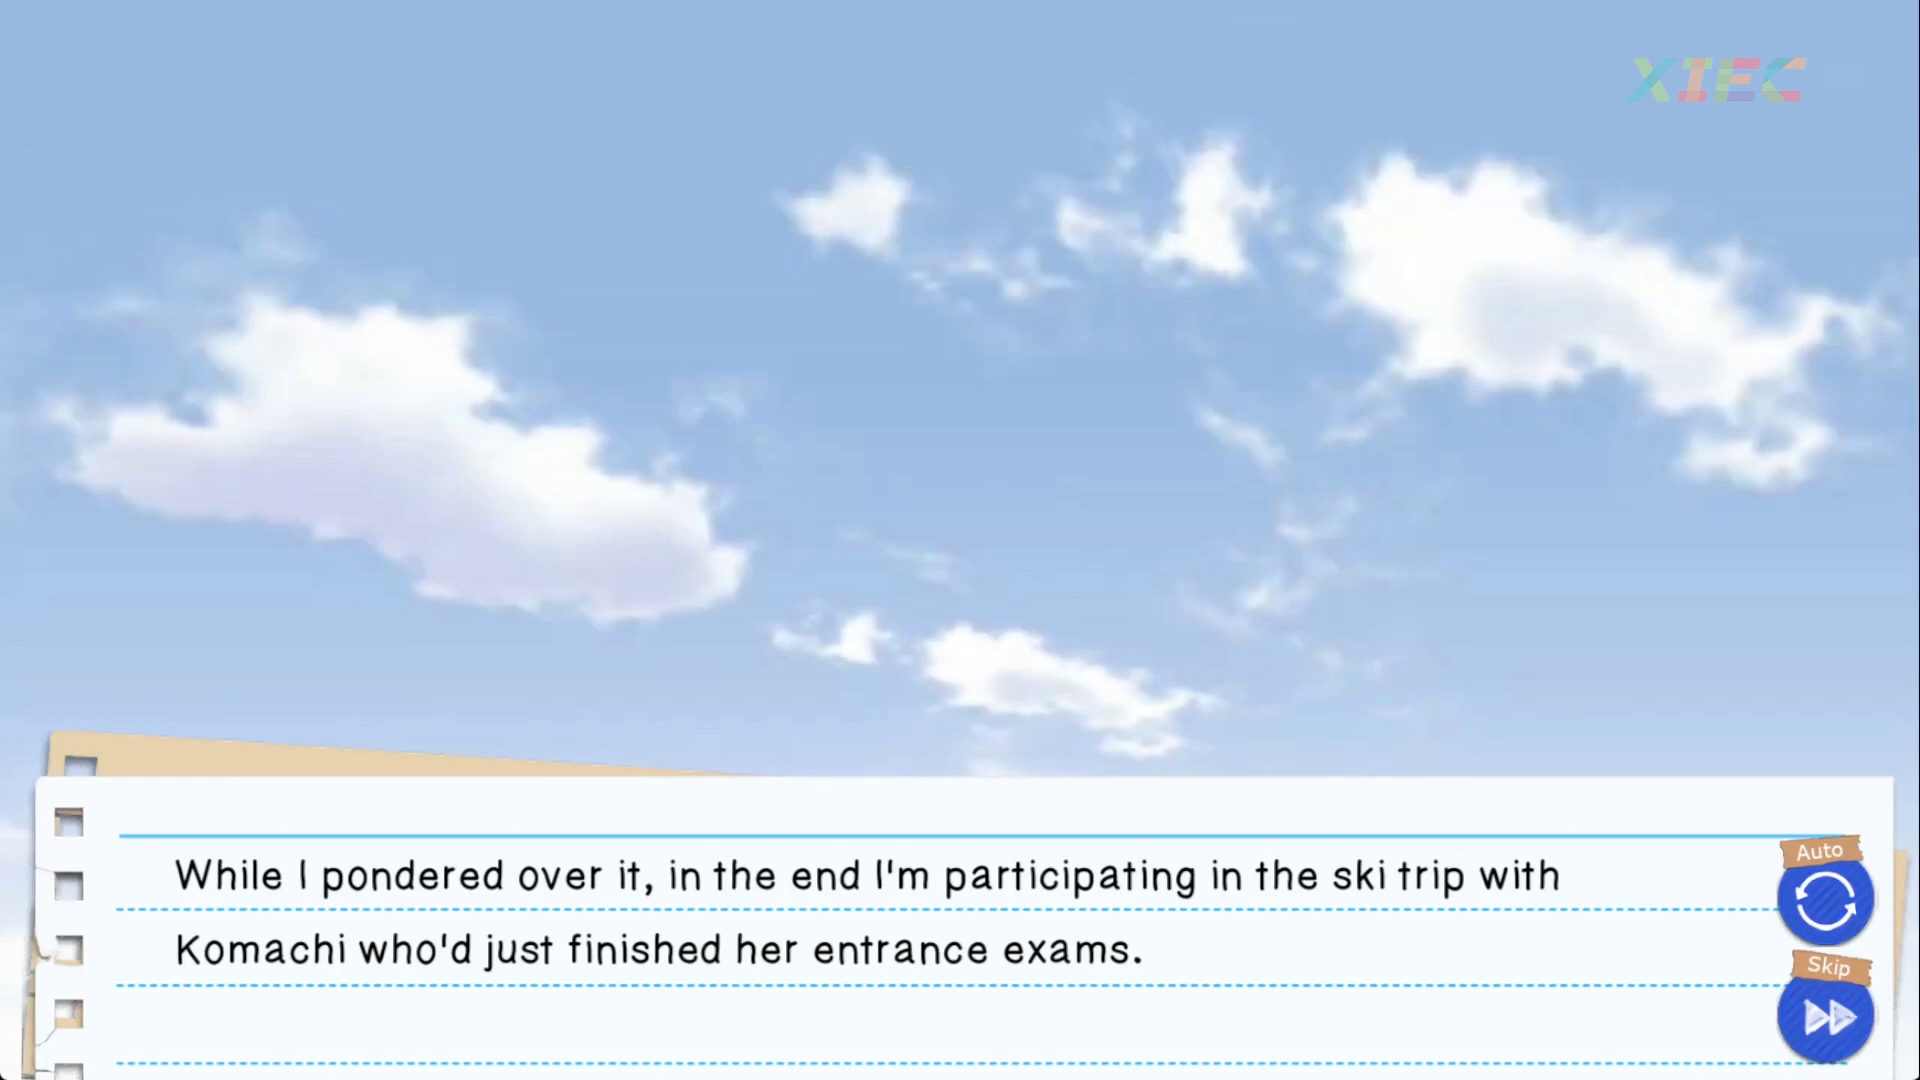 XIEC
While I pondered over it, in the end I'm participating in the ski trip with
Komachi who'd just finished her entrance exams.
Auto
Skip